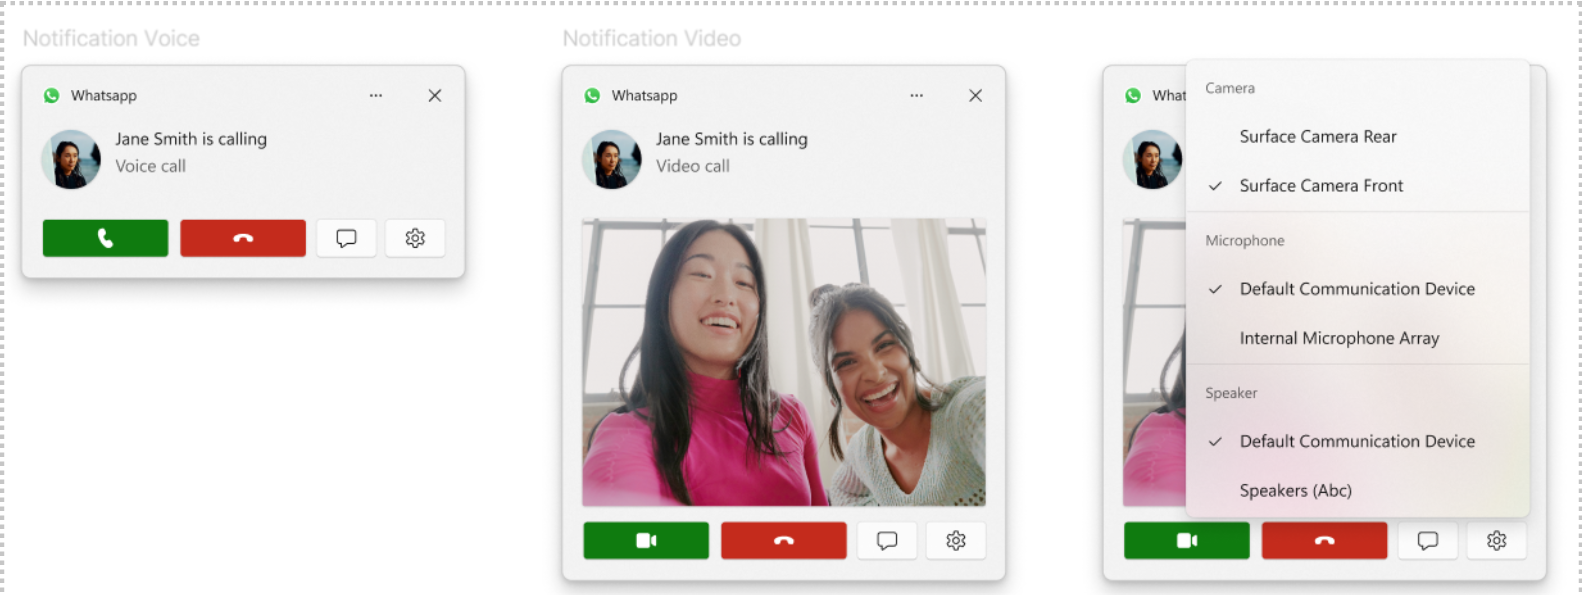 Notification Voice
Whatsapp
Jane Smith is calling
Voice call
Notification Video
Whatsapp
Jane Smith is calling
Video call
What
Camera
Surface Camera Rear
Surface Camera Front
Microphone
Default Communication Device
Internal Microphone Array
Speaker
Default Communication Device
Speakers (Abc)